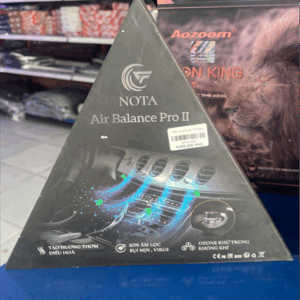 Aozoom
ON KING
NOTA
Air Balance Pro II
TẠO HƯƠNG THƠM
ĐIỀU HOÀ
ION ÂM LỌC
BỤI MỊN, VIRUS
OZONE KHỬ TRÙNG
KHÔNG KHÍ